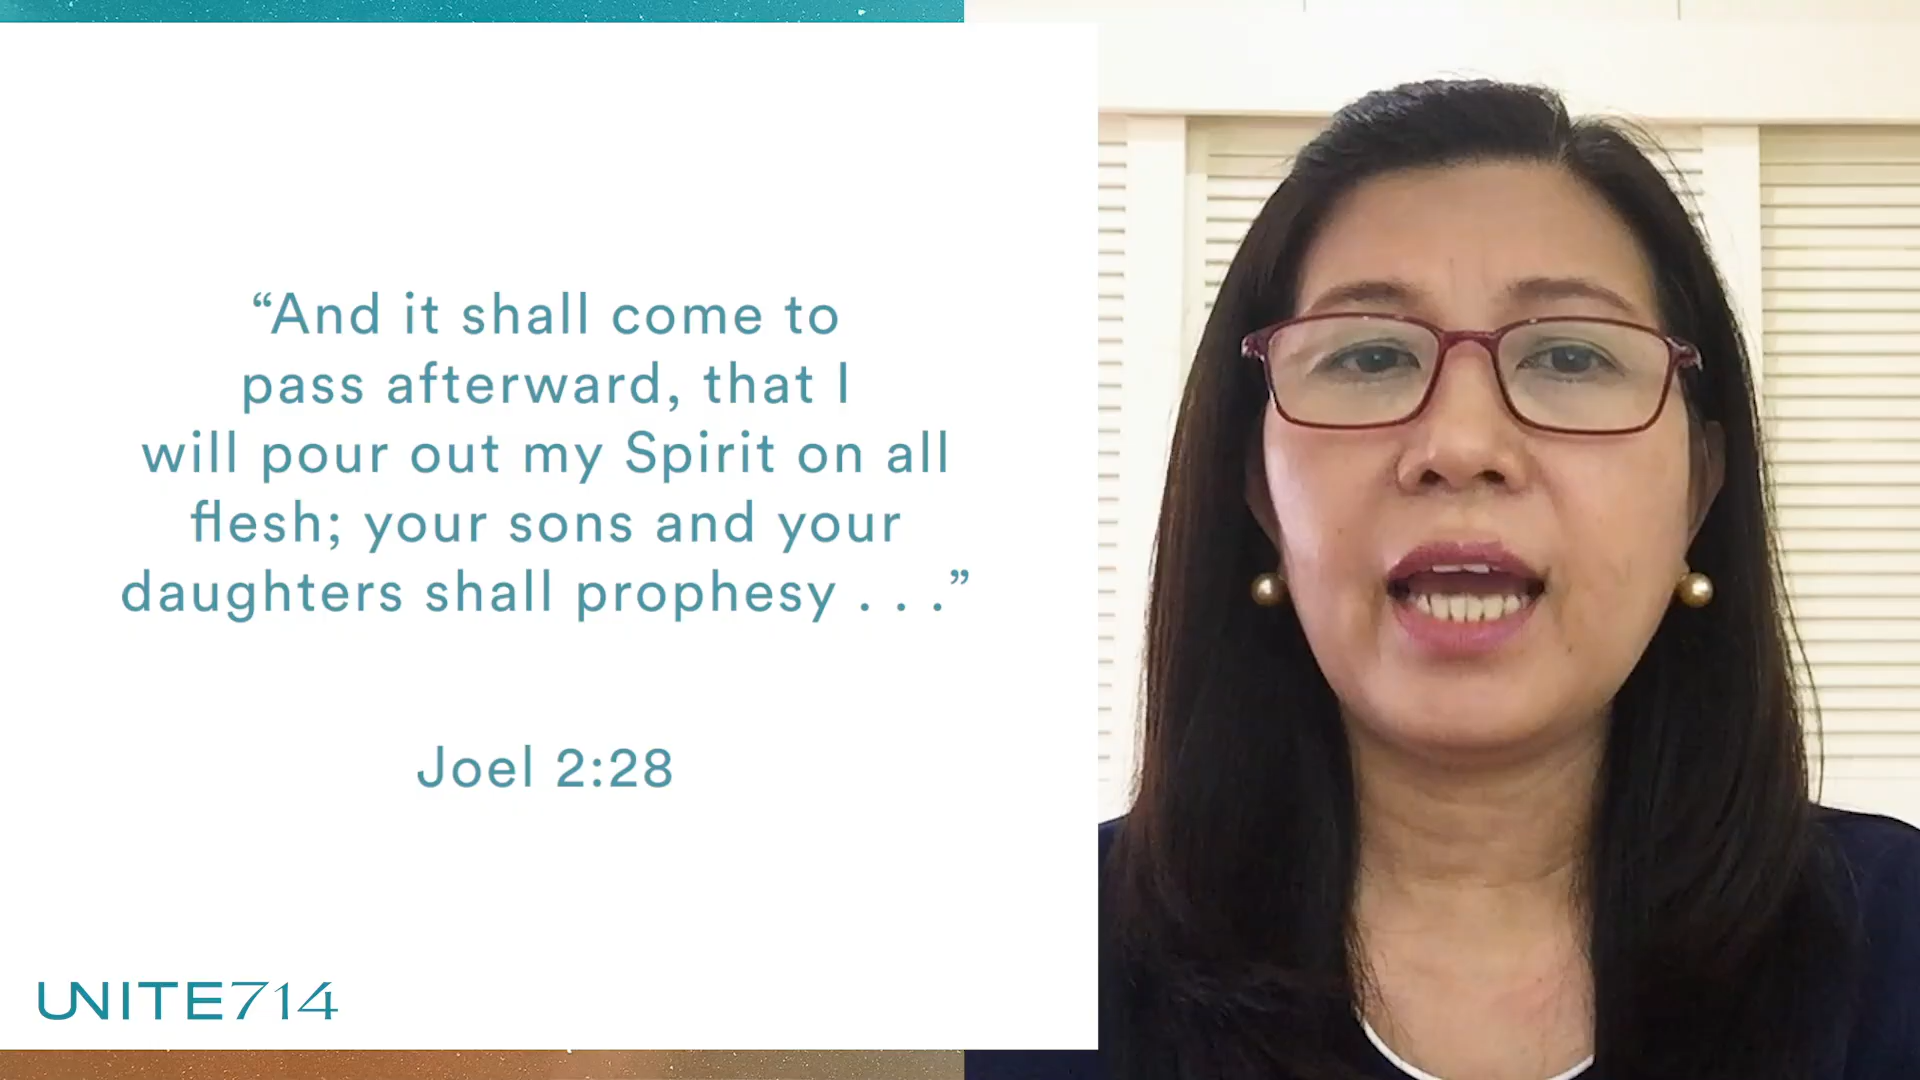 “And it shall come to
pass afterward, that I
will pour out my Spirit on all
flesh; your sons and your
daughters shall prophesy . . .”
Joel 2:28
UNITE714